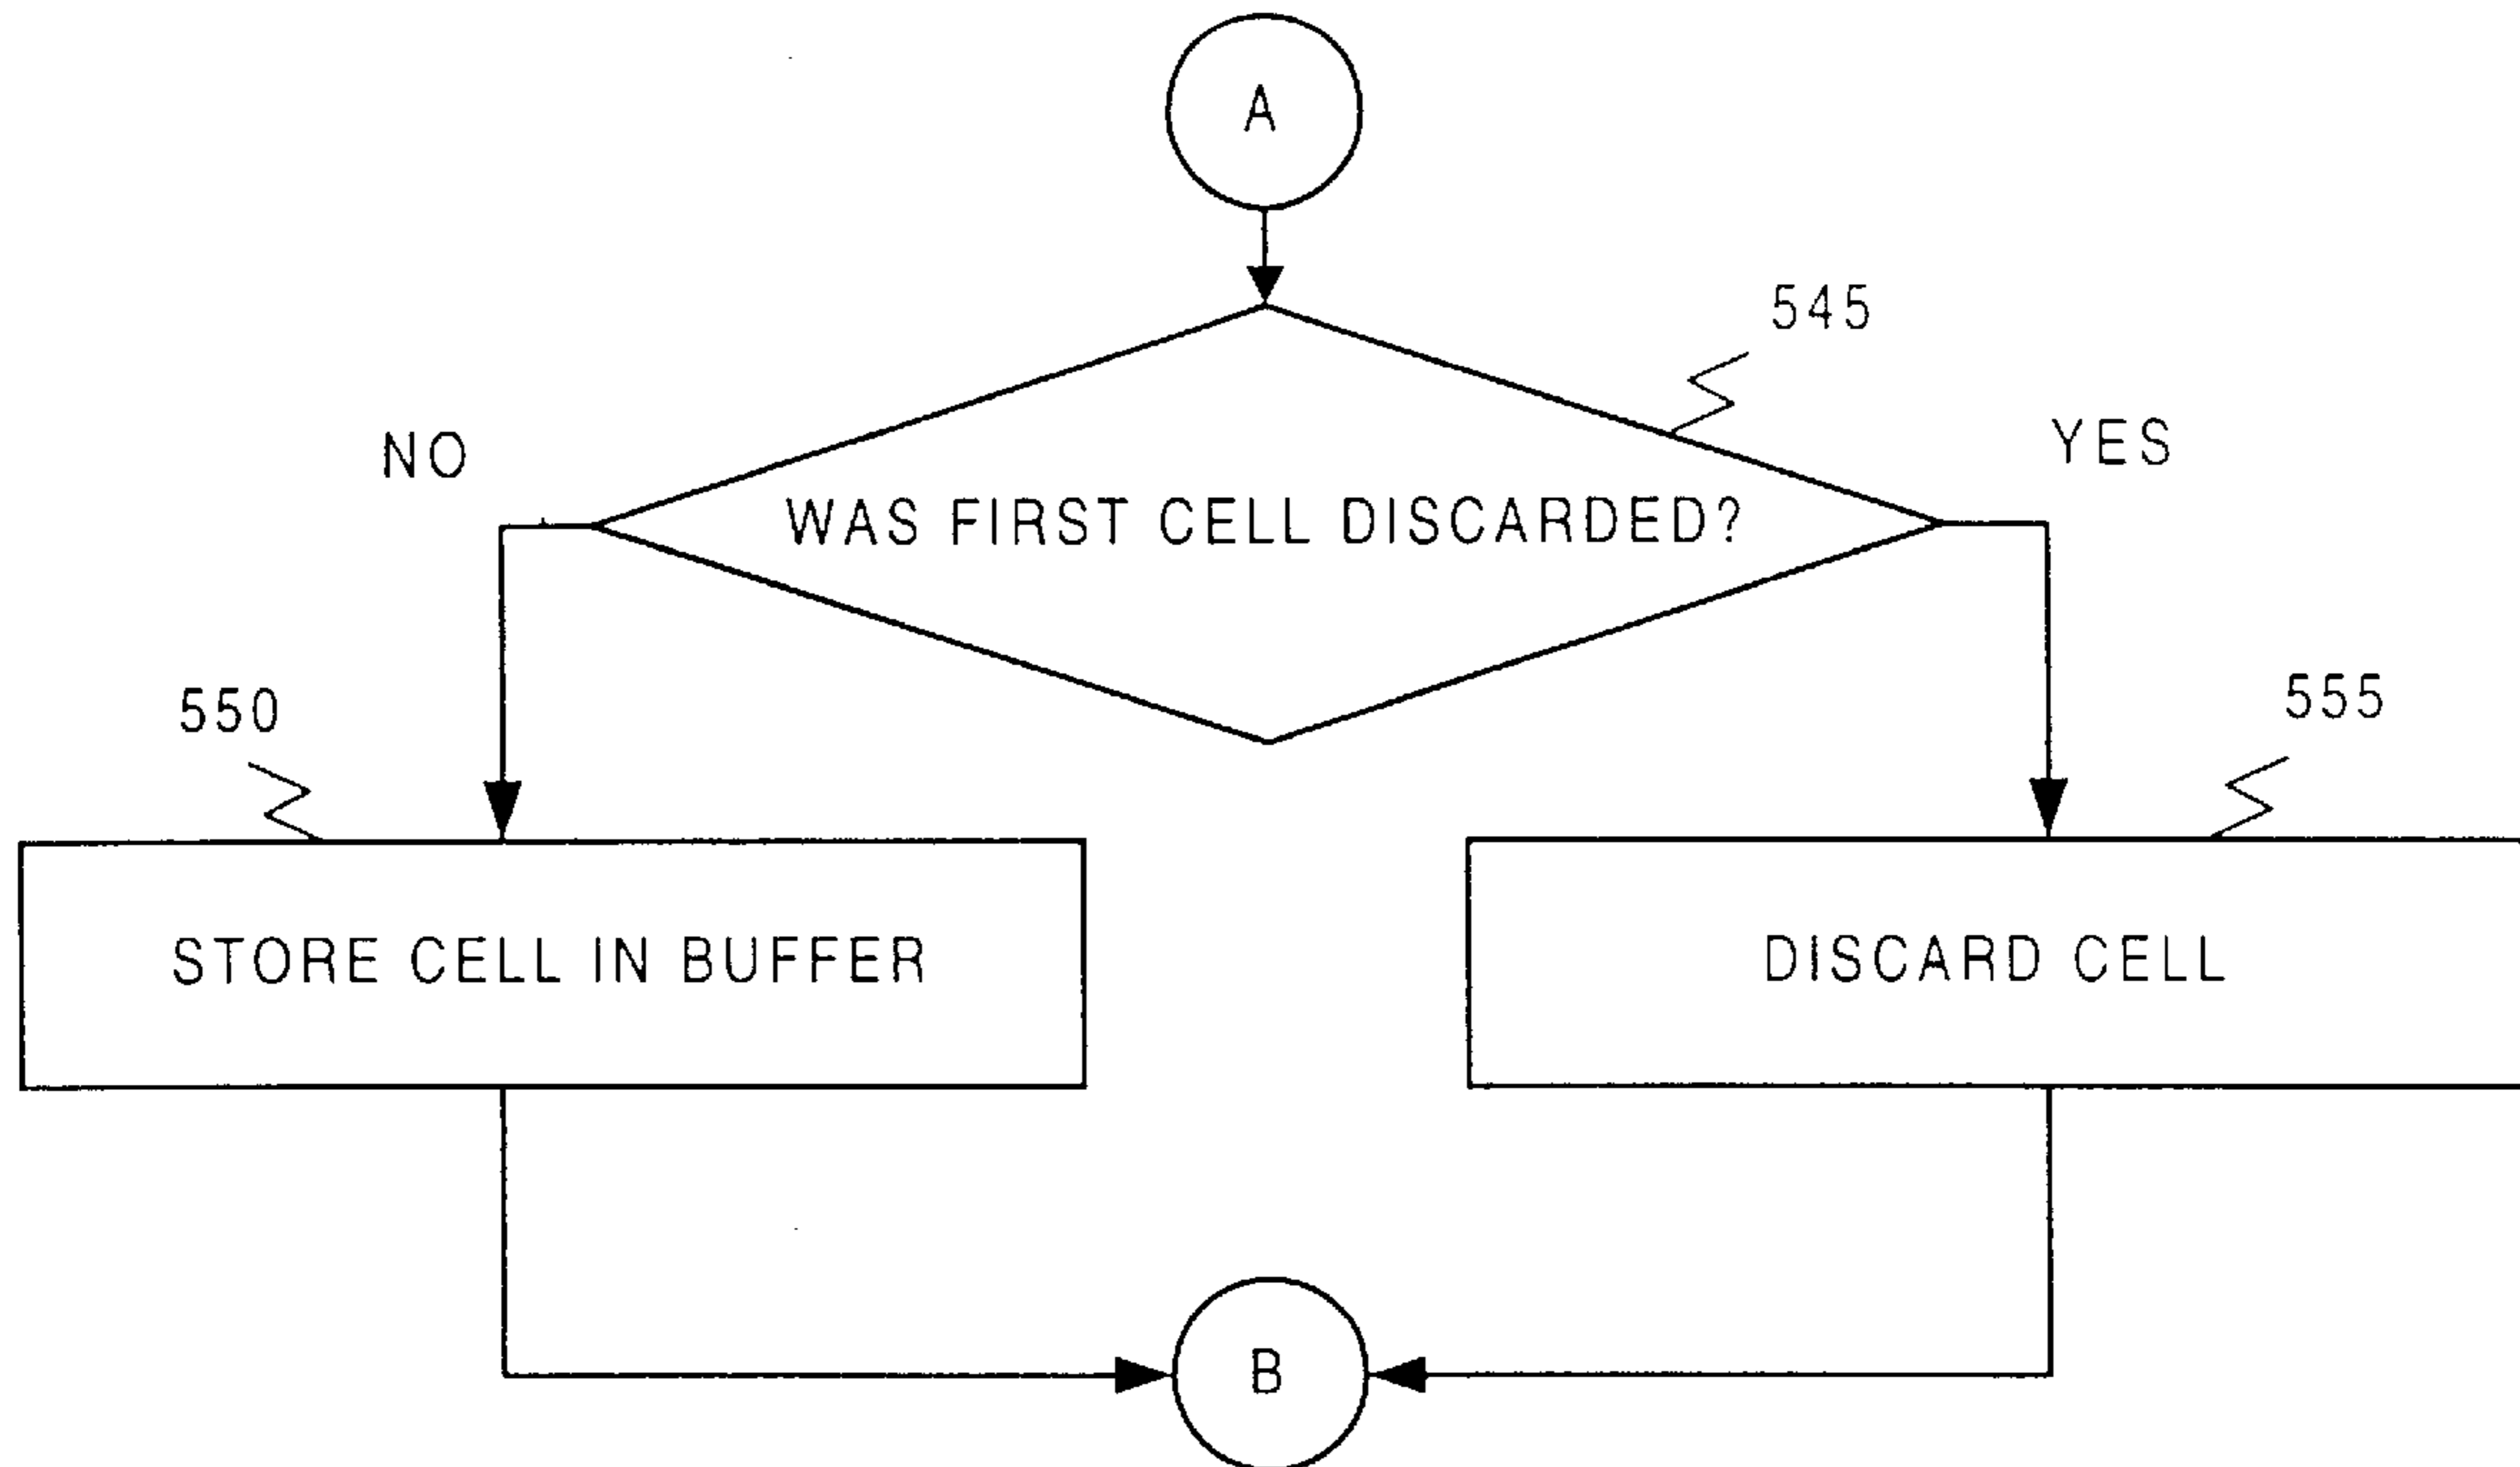 A
545
NO
YES
WAS FIRST CELL DISCARDED?
550
555
STORE CELL IN BUFFER
DISCARD CELL
B